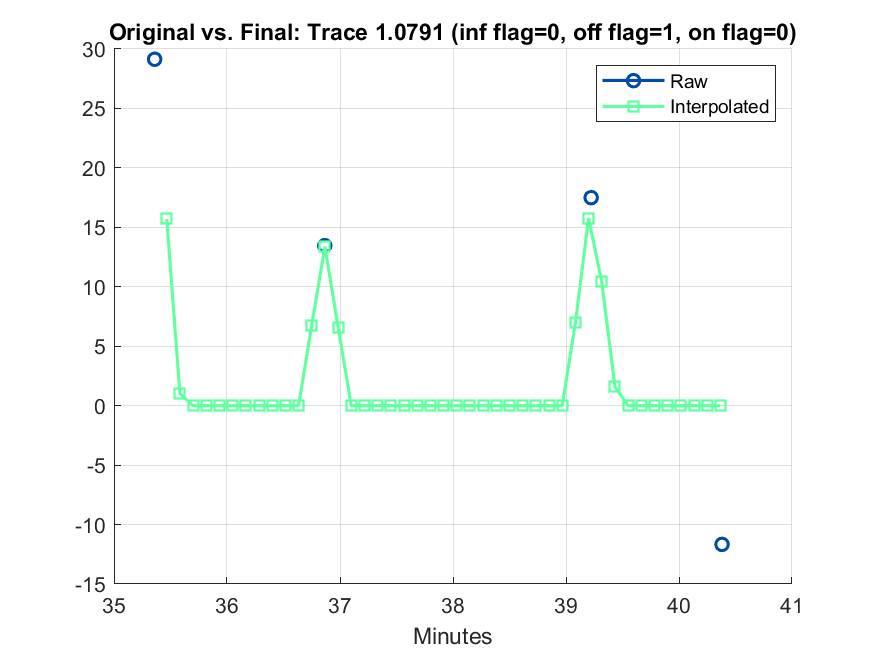 Original vs. Final: Trace 1.0791 (inf flag=0, off flag=1, on flag=0)
Raw
Interpolated
30
25
20
15
10
5
0
-5
-10
-15
35 36 37 38 39 40 41
Minutes